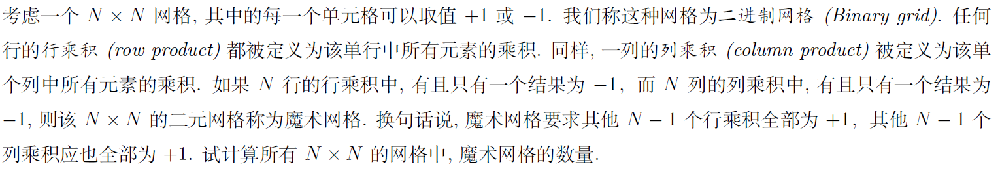 考虑一个 N × N 网格, 其中的每一个单元格可以取值 +1 或 −1. 我们称这种网格为二进制网格 (Binary grid). 任何
行的行乘积 (row product) 都被定义为该单行中所有元素的乘积. 同样, 一列的列乘积 (column product) 被定义为该单
个列中所有元素的乘积. 如果 N 行的行乘积中, 有且只有一个结果为 −1, 而 N 列的列乘积中, 有且只有一个结果为
−1, 则该 N × N 的二元网格称为魔术网格. 换句话说, 魔术网格要求其他 N − 1 个行乘积全部为 +1, 其他 N − 1 个
列乘积应也全部为 +1. 试计算所有 N × N 的网格中, 魔术网格的数量.